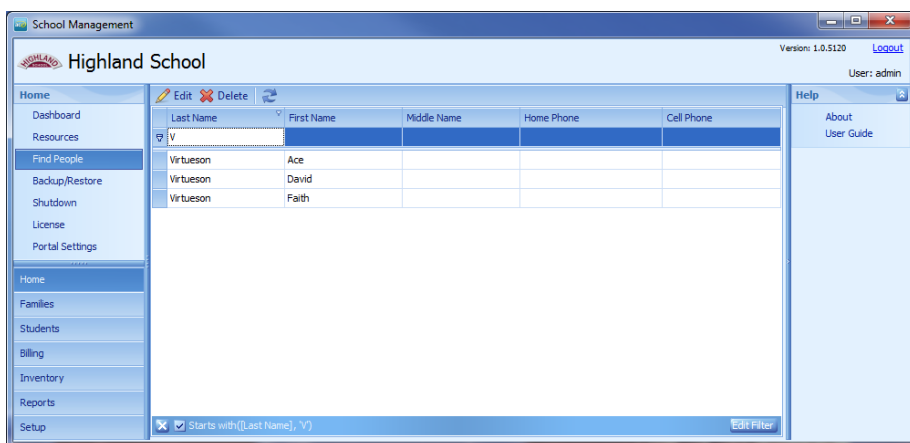 School Management
HIGHLAND
Highland School
Version: 1.0.5120 Logout
User: admin
Home
Dashboard
Resources
Find People
Backup/Restore
Shutdown
License
Portal Settings
Home
Families
Students
Billing
Inventory
Reports
Setup
Edit Delete
Last Name First Name Middle Name Home Phone Cell Phone
V
Virtueson Ace
Virtueson David
Virtueson Faith
Starts with([Last Name], 'V') Edit Filter
Help
About
User Guide